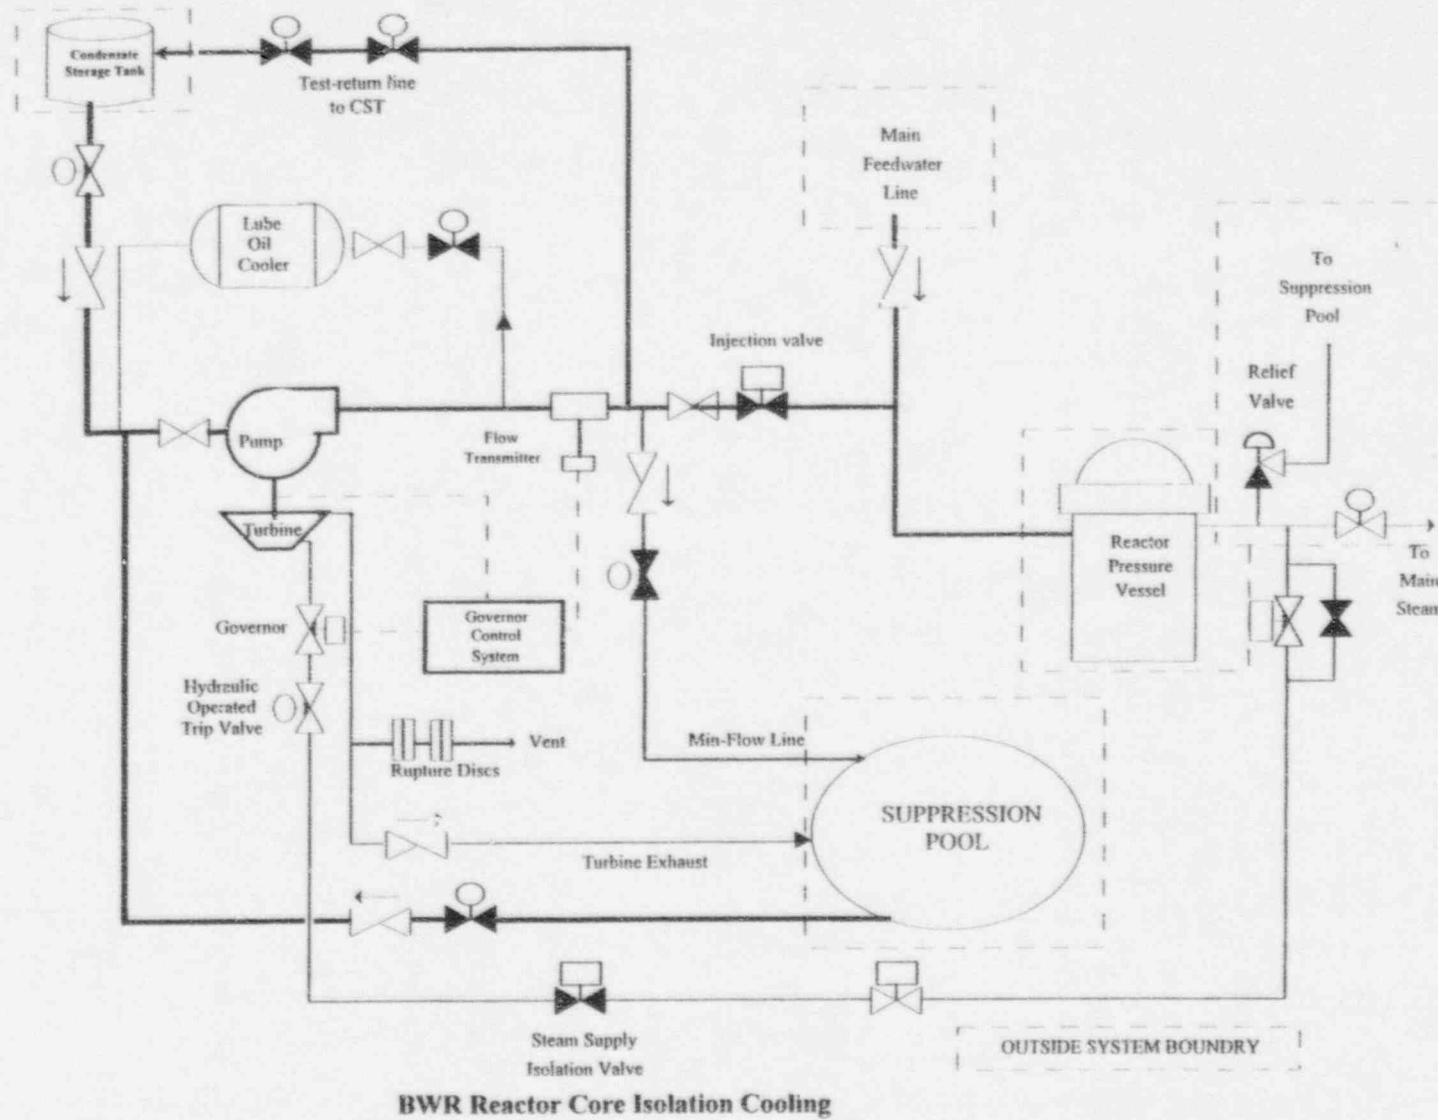 Condensate
Storage Tank
Test-return line
to CST
Main
Feedwater
Line
Lube
Oil
Cooler
To
Suppression
Pool
Injection valve
Relief
Valve
Pump
Flow
Transmitter
Turbine
Reactor
Pressure
Vessel
To
Main
Steam
Governor
Governor
Control
System
Hydraulic
Operated
Trip Valve
Vent
Rupture Discs
Min-Flow Line
SUPPRESSION
POOL
Turbine Exhaust
Steam Supply
Isolation Valve
OUTSIDE SYSTEM BOUNDRY
BWR Reactor Core Isolation Cooling